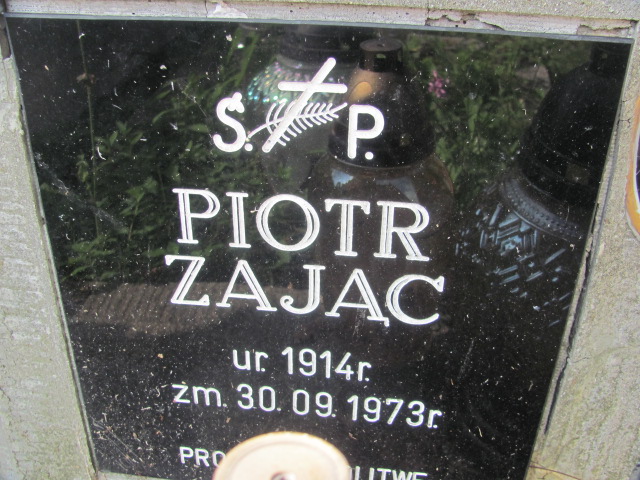 Ś. P.
PIOTR
ZAJĄC
ur. 1914r.
zm. 30.09.1973r.